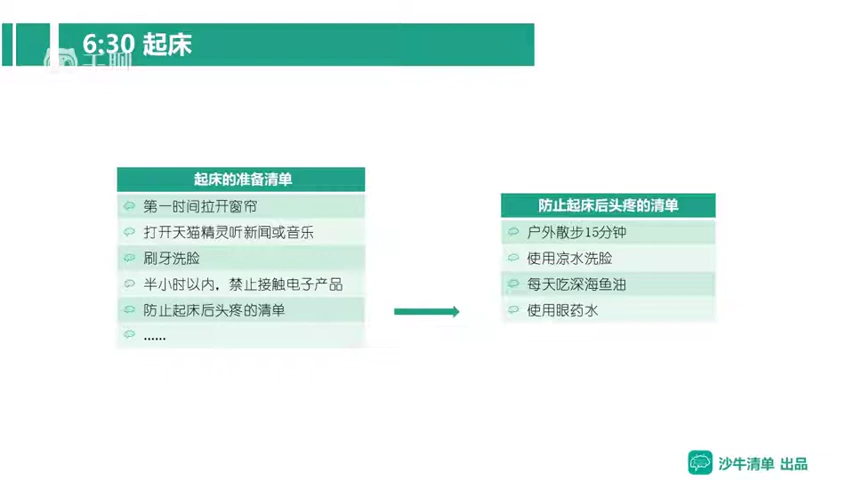 6:30 起床
千聊
起床的准备清单
第一时间拉开窗帘
打开天猫精灵听新闻或音乐
刷牙洗脸
半小时以内，禁止接触电子产品
防止起床后头疼的清单
......
防止起床后头疼的清单
户外散步15分钟
使用凉水洗脸
每天吃深海鱼油
使用眼药水
沙牛清单 出品